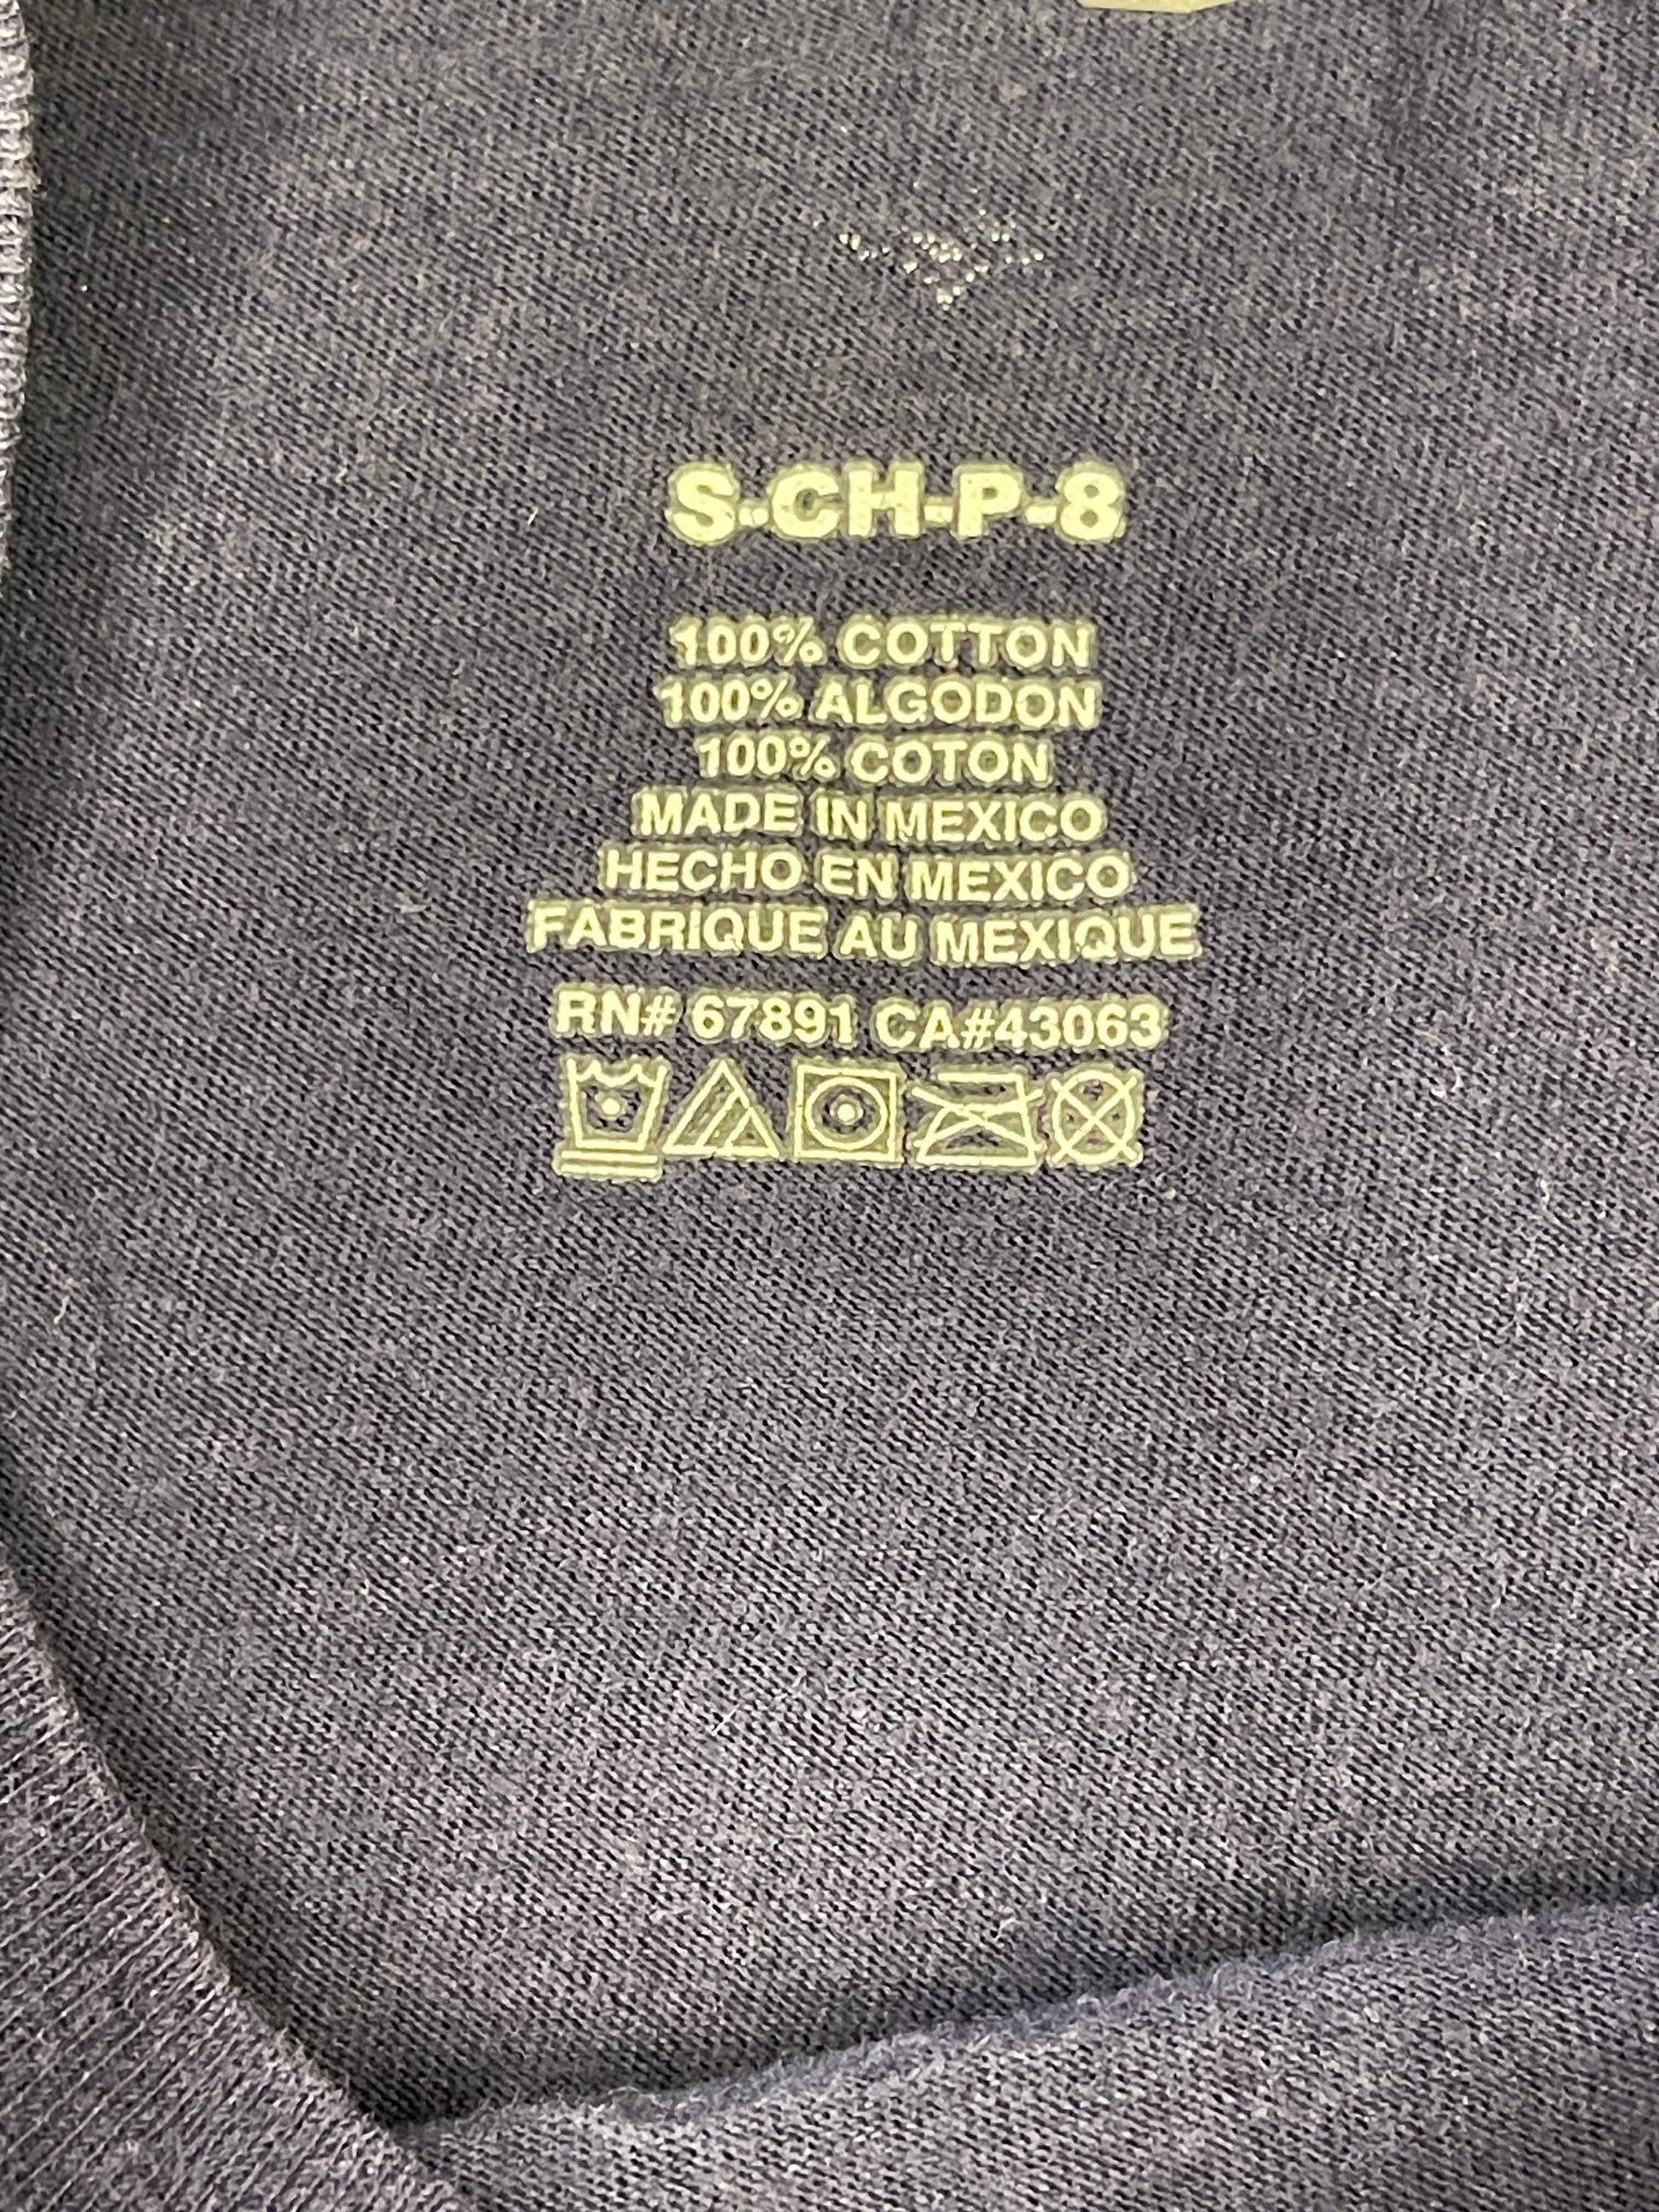 S-CH-P-8
100% COTTON
100% ALGODON
100% COTON
MADE IN MEXICO
HECHO EN MEXICO
FABRIQUE AU MEXIQUE
RN# 67891 CA#43063